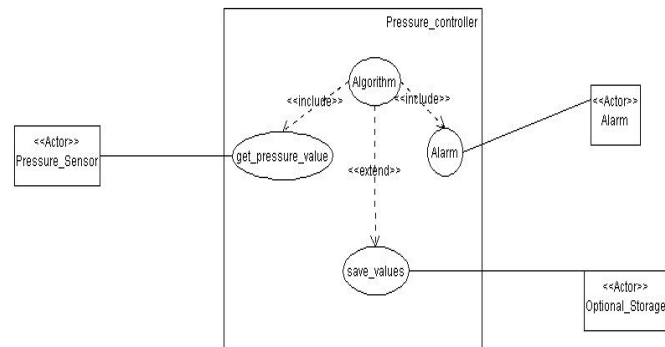 Pressure_controller
Algorithm
<<include>>
<<include>>
<<Actor>>
Alarm
<<Actor>>
Pressure_Sensor
get_pressure_value
Alarm
<<extend>>
save_values
<<Actor>>
Optional_Storage